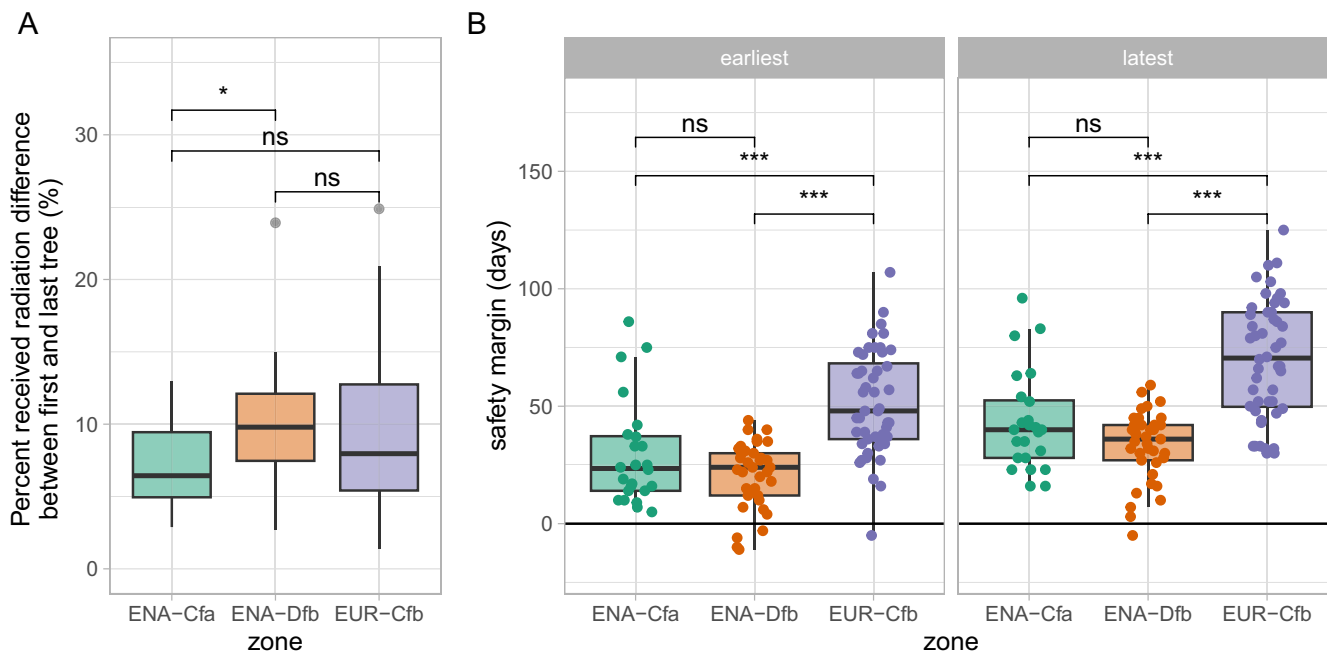 A
Percent received radiation difference
between first and last tree (%)
30
20
10
0
*
ns
ns
ENA−Cfa
ENA−Dfb
EUR−Cfb
zone
B
safety margin (days)
150
100
50
0
earliest
ns
***
***
ENA−Cfa
ENA−Dfb
EUR−Cfb
latest
ns
***
***
ENA−Cfa
ENA−Dfb
EUR−Cfb
zone